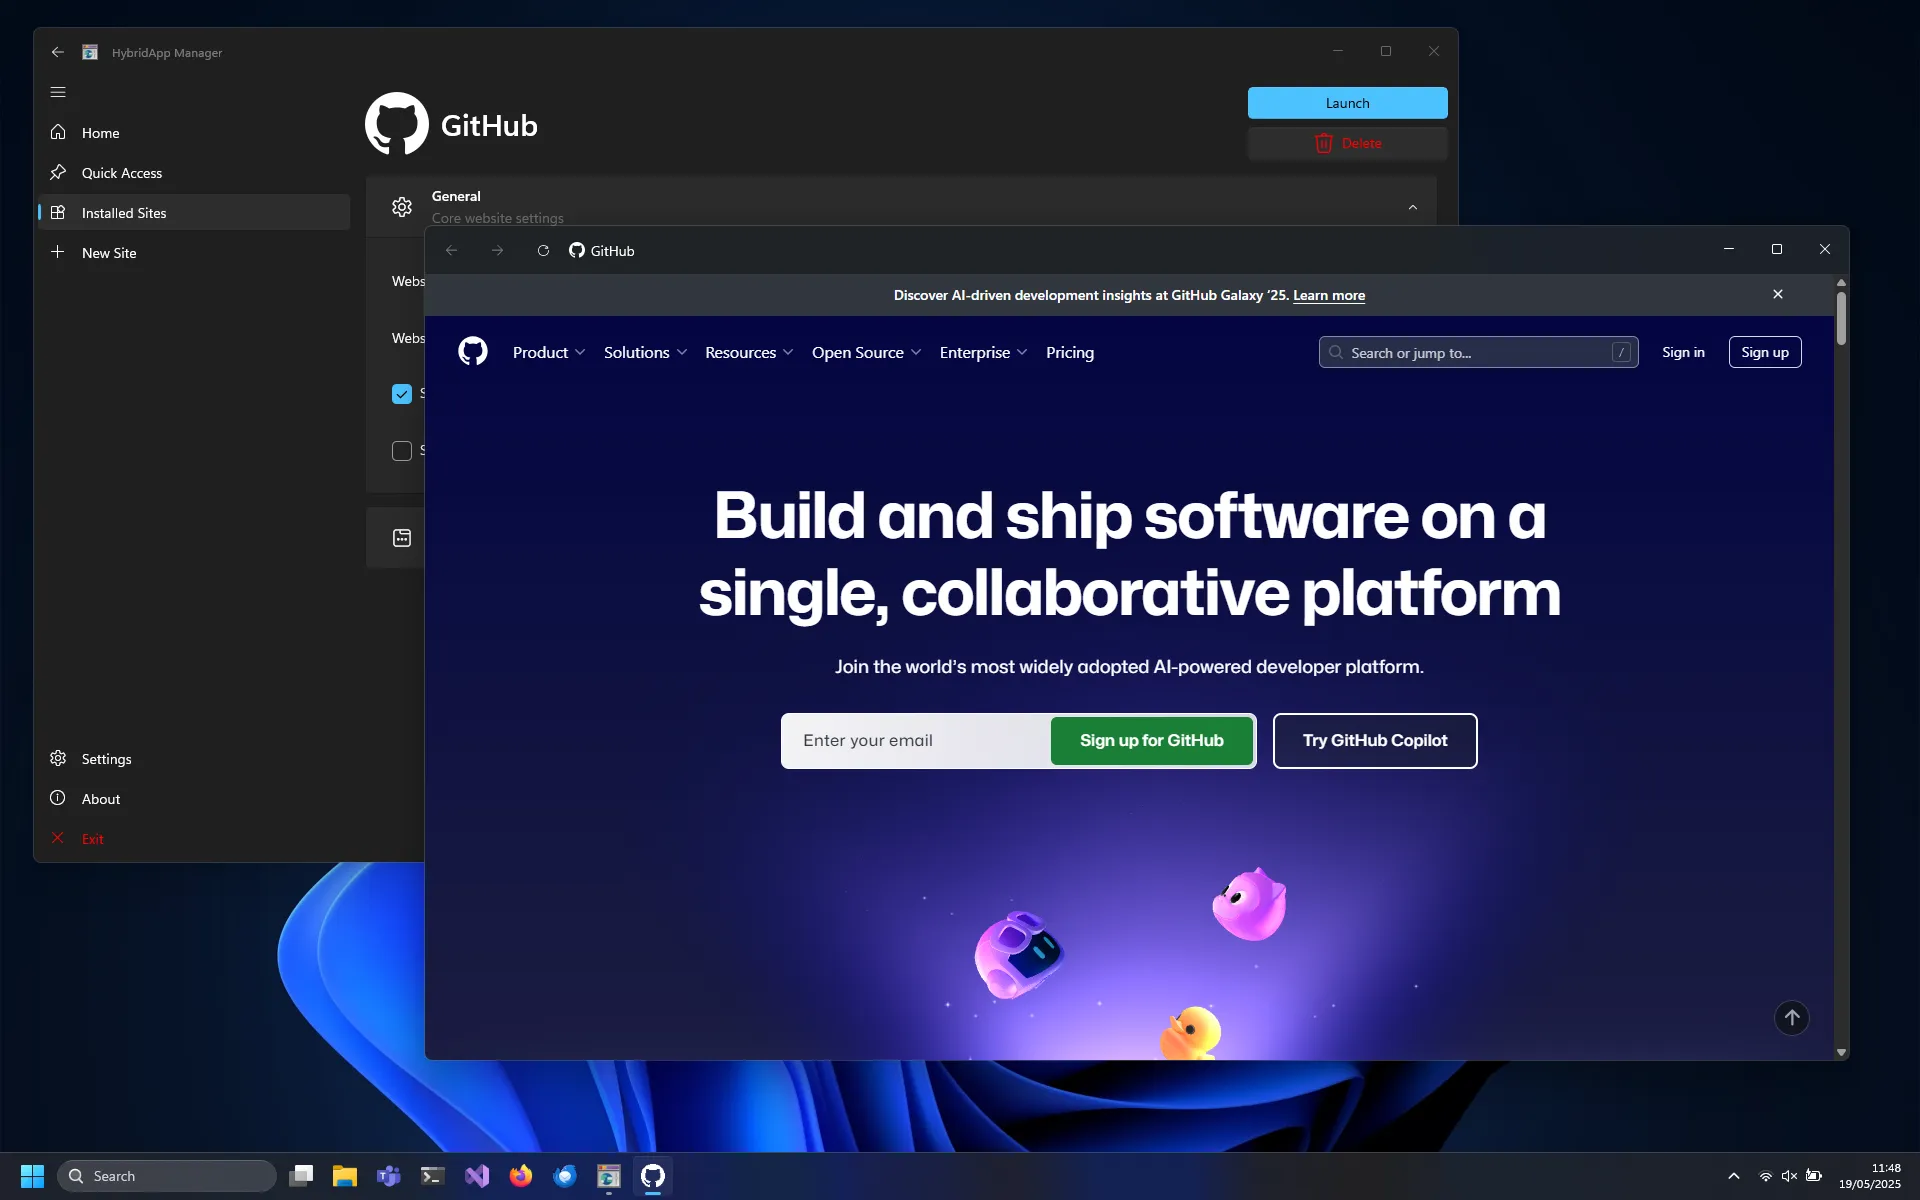 HybridApp Manager
Home
Quick Access
Installed Sites
New Site
Settings
About
Exit
GitHub
Launch
Delete
General
Core website settings
GitHub
Discover AI-driven development insights at GitHub Galaxy ’25. Learn more
Product
Solutions
Resources
Open Source
Enterprise
Pricing
Search or jump to...
/
Sign in
Sign up
Build and ship software on a
single, collaborative platform
Join the world’s most widely adopted AI-powered developer platform.
Enter your email
Sign up for GitHub
Try GitHub Copilot
Search
11:48
19/05/2025